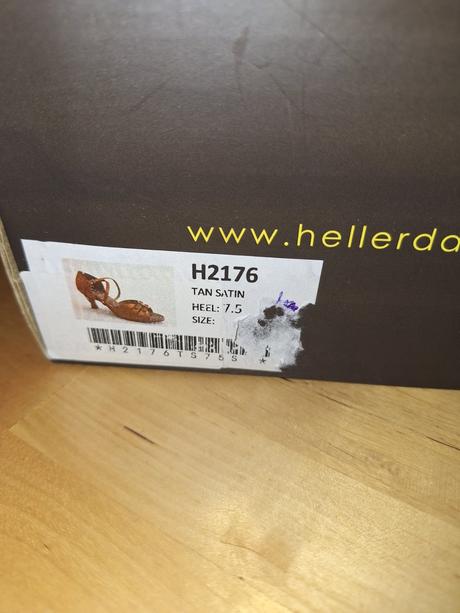 www.hellerda
H2176
TAN SATIN
HEEL: 7.5
SIZE:
*H2176TS75S
*